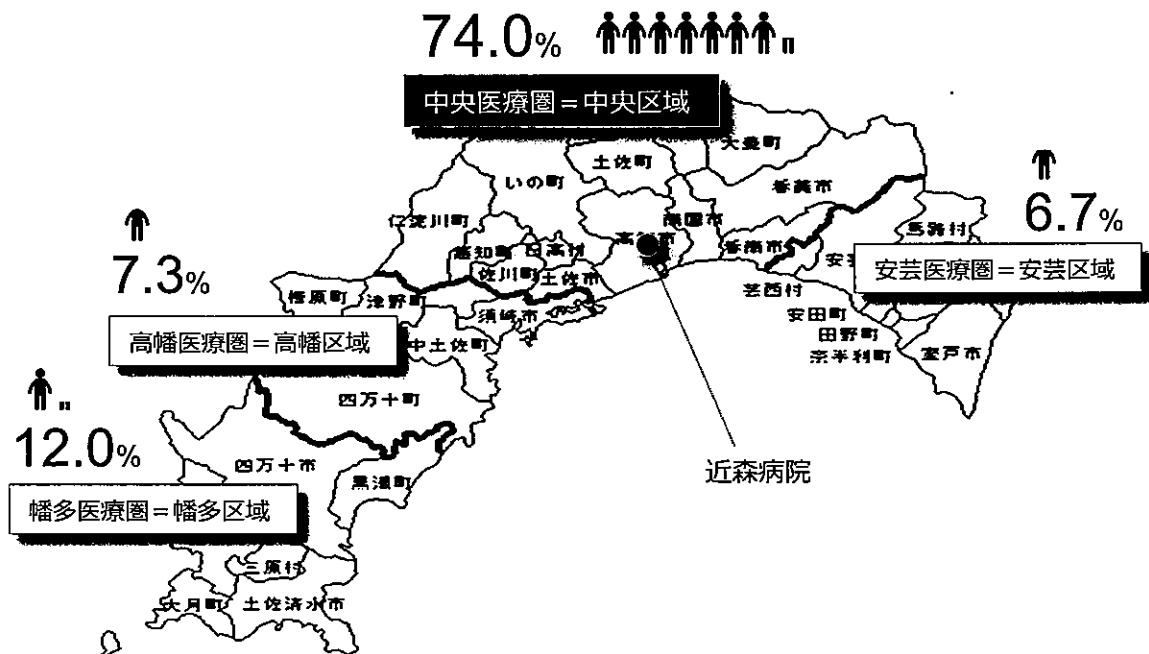 74.0%
中央医療圏＝中央区域
大豊町
土佐町
いの町
香美市
6.7%
仁淀川町
南国市
馬路村
高知市
越知町
日高村
香南市
7.3%
佐川町
土佐市
安芸医療圏＝安芸区域
梼原町
津野町
芸西村
須崎市
安田町
高幡医療圏＝高幡区域
中土佐町
田野町
奈半利町
室戸市
四万十町
12.0%
四万十市
近森病院
黒潮町
幡多医療圏＝幡多区域
三原村
大月町
土佐清水市